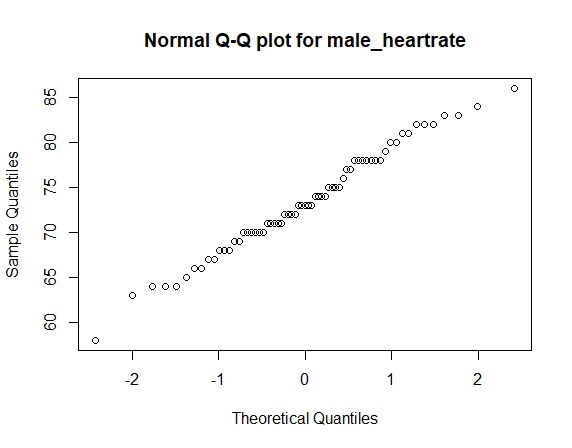 Normal Q-Q plot for male_heartrate
Sample Quantiles
85
80
75
70
65
60
-2 -1 0 1 2
Theoretical Quantiles